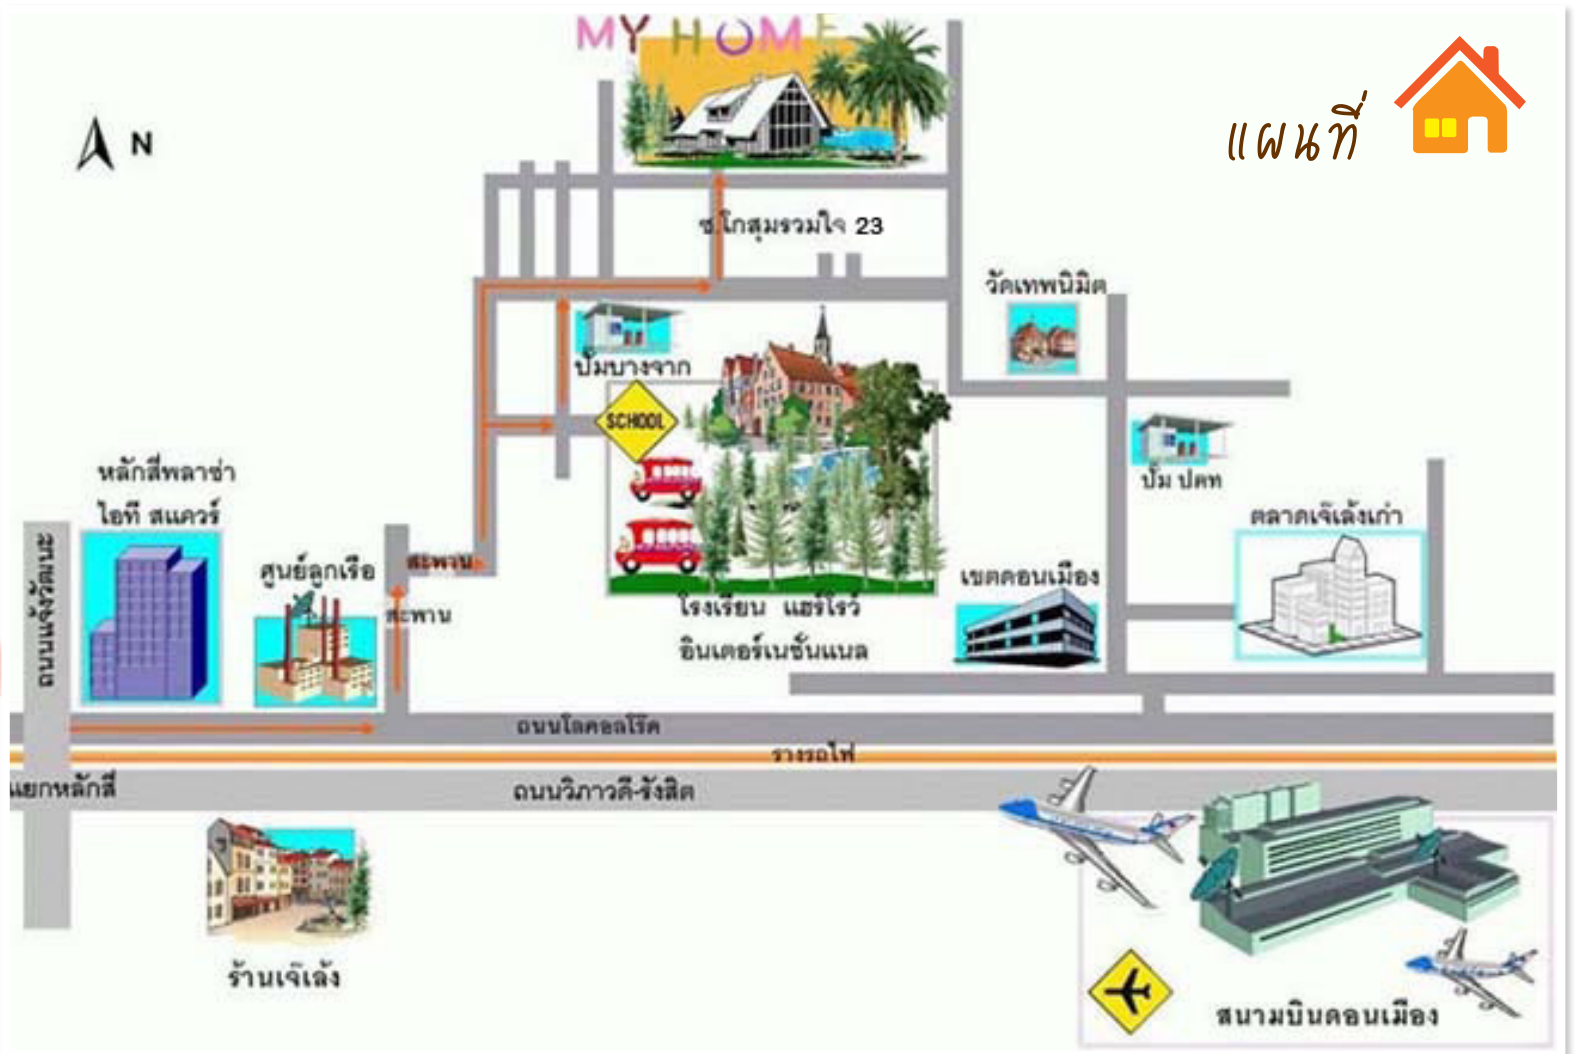 MY HOME
แผนที่
N
ซ.โกสุมรวมใจ 23
วัดเทพนิมิต
ปั๊มบางจาก
SCHOOL
หลักสี่พลาซ่า
ไอที สแควร์
ปั๊ม ปตท
ตลาดเจ๊เล้งเก่า
ถนนแจ้งวัฒนะ
ศูนย์ลูกเรือ
สะพาน
สะพาน
เขตดอนเมือง
โรงเรียน แฮร์โรว์
อินเตอร์เนชั่นแนล
ถนนโลคอลโร๊ด
รางรถไฟ
แยกหลักสี่
ถนนวิภาวดี-รังสิต
ร้านเจ๊เล้ง
สนามบินดอนเมือง